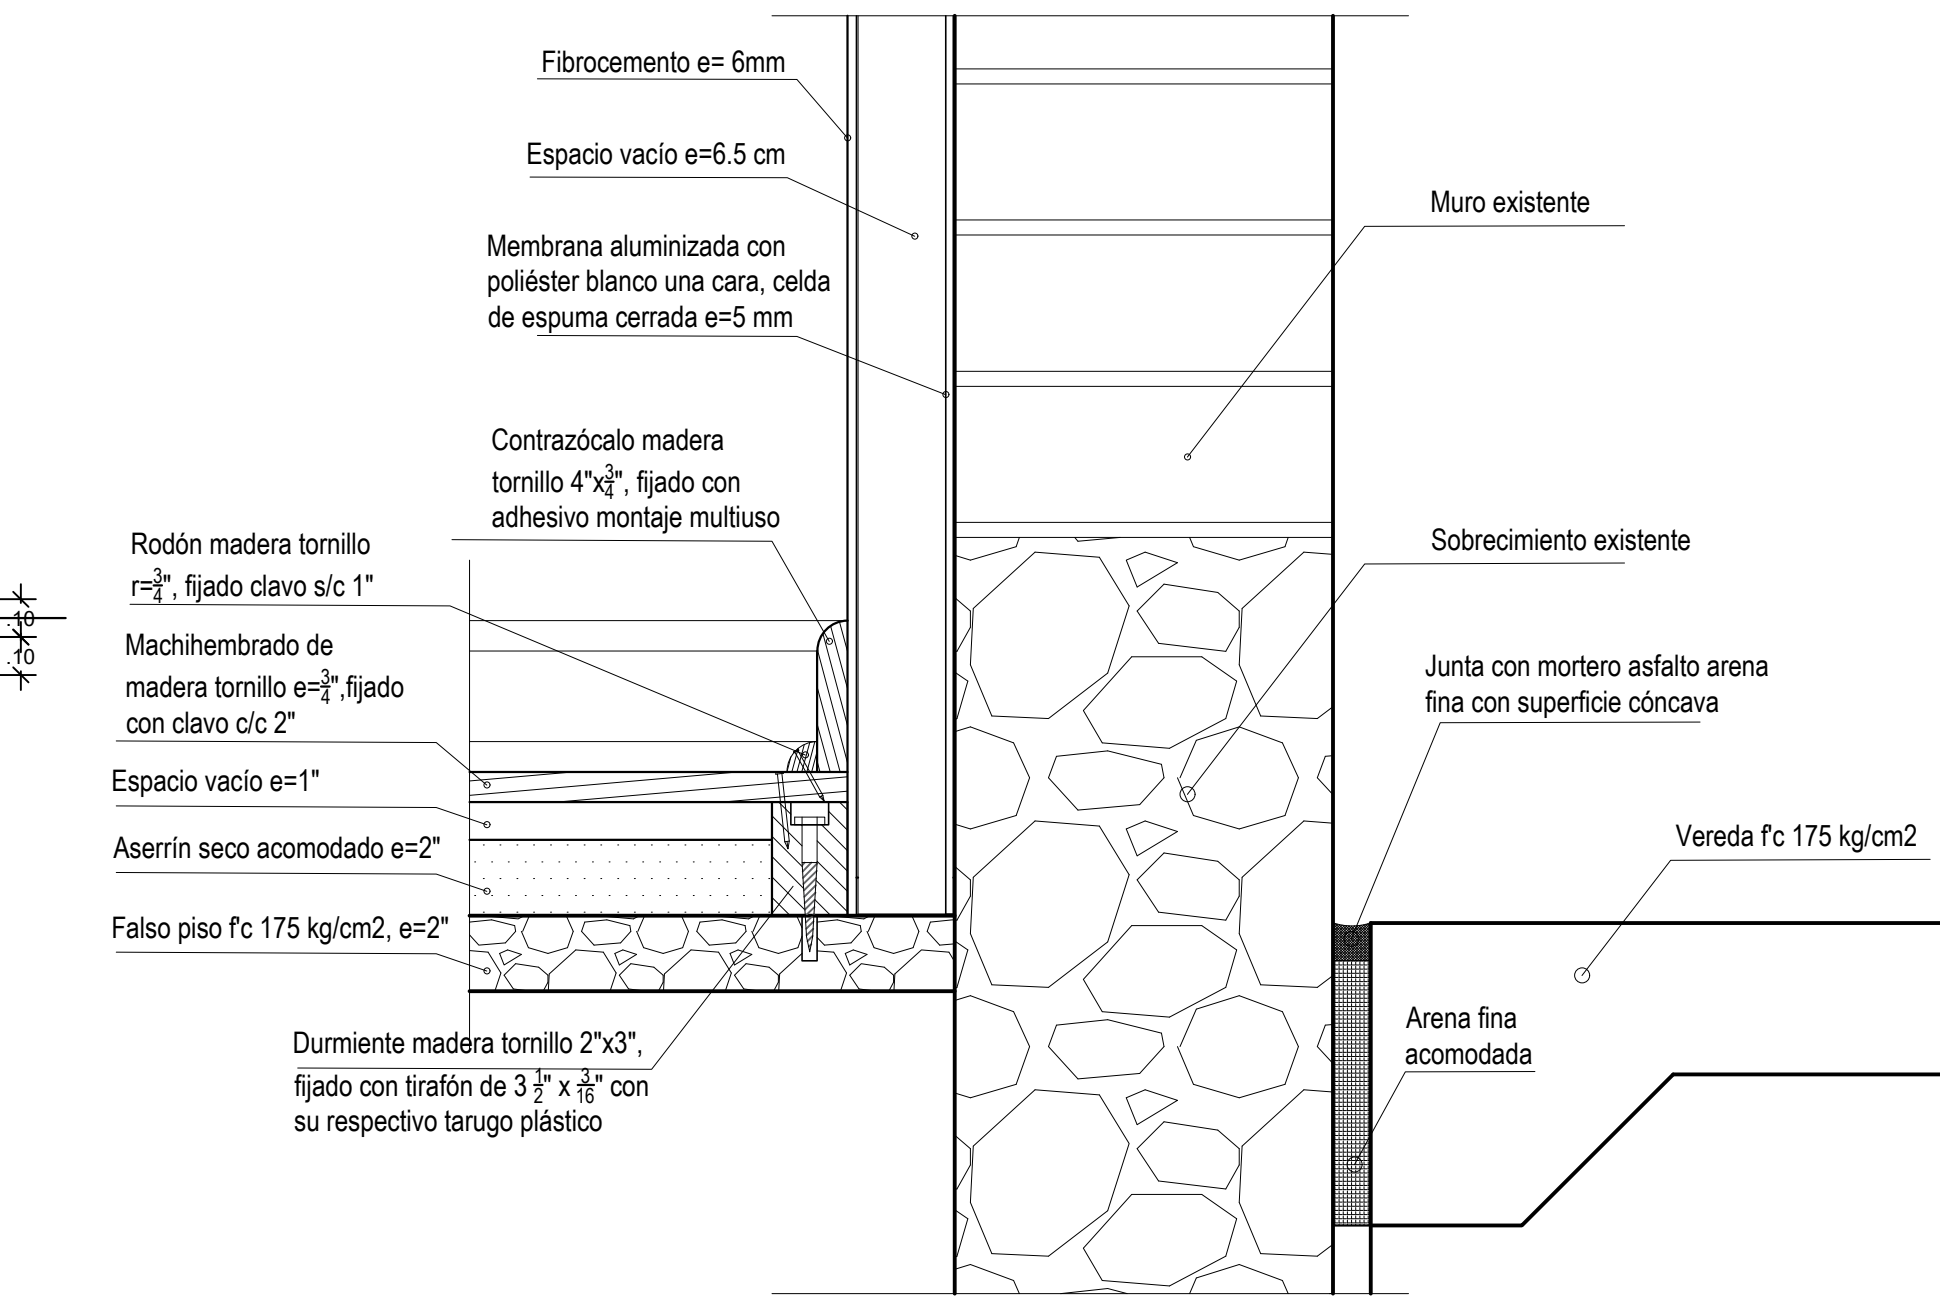 Fibrocemento e= 6mm
Espacio vacío e=6.5 cm
Membrana aluminizada con
poliéster blanco una cara, celda
de espuma cerrada e=5 mm
Contrazócalo madera
tornillo 4"x3/4", fijado con
adhesivo montaje multiuso
Rodón madera tornillo
r=3/4", fijado clavo s/c 1"
Machihembrado de
madera tornillo e=3/4",fijado
con clavo c/c 2"
Espacio vacío e=1"
Aserrín seco acomodado e=2"
Falso piso f'c 175 kg/cm2, e=2"
Durmiente madera tornillo 2"x3",
fijado con tirafón de 3 1/2" x 3/16" con
su respectivo tarugo plástico
.10
.10
Muro existente
Sobrecimiento existente
Junta con mortero asfalto arena
fina con superficie cóncava
Vereda f'c 175 kg/cm2
Arena fina
acomodada